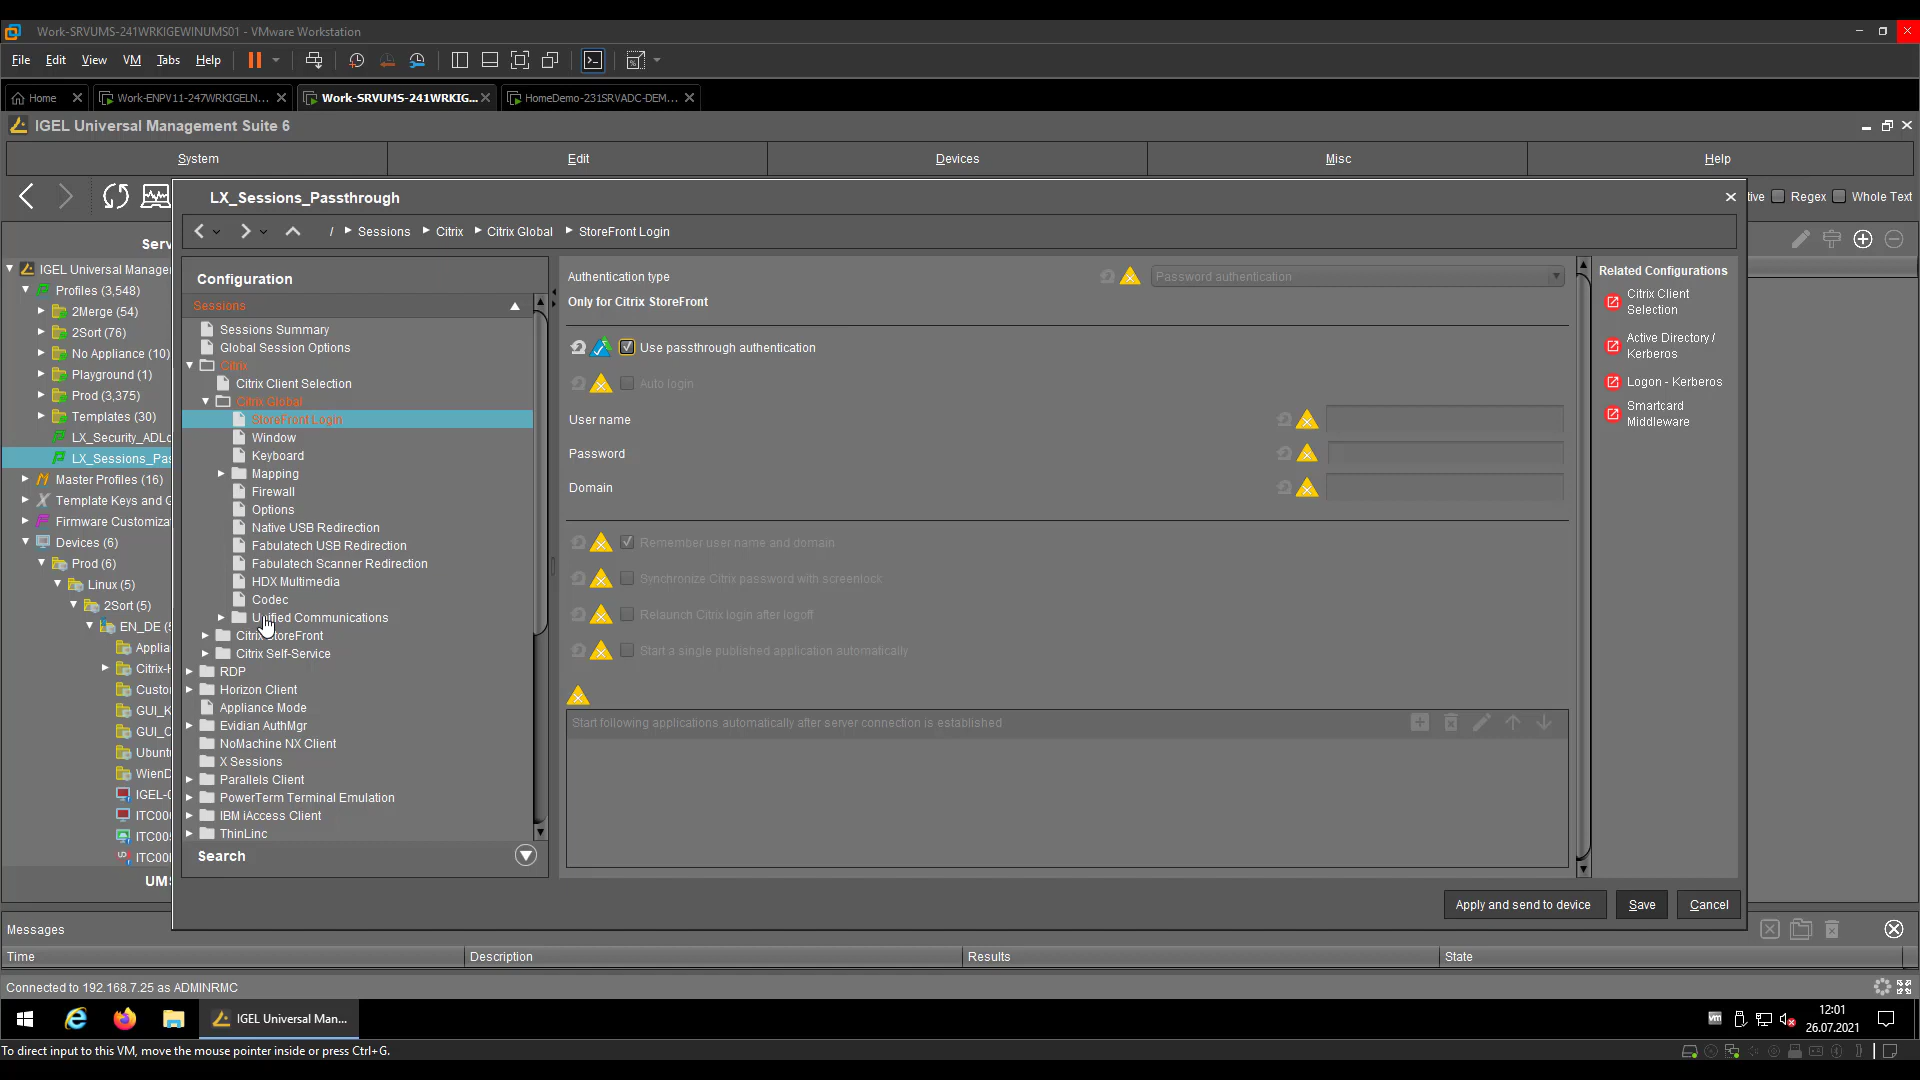 Work-SRVUMS-241WRKIGEWINUMS01 - VMware Workstation
File Edit View VM Tabs Help
Home Work-ENPV11-247WRKIGELN... Work-SRVUMS-241WRKIG... HomeDemo-231SRVADC-DEM...
IGEL Universal Management Suite 6
System Edit Devices Misc Help
LX_Sessions_Passthrough
Regex Whole Text
/ Sessions Citrix Citrix Global StoreFront Login
Serv
IGEL Universal Manage
Profiles (3,548)
2Merge (54)
2Sort (76)
No Appliance (10)
Playground (1)
Prod (3,375)
Templates (30)
LX_Security_ADLo
LX_Sessions_Pas
Master Profiles (16)
Template Keys and G
Firmware Customiza
Devices (6)
Prod (6)
Linux (5)
2Sort (5)
EN_DE (5
Applia
Citrix-H
Custo
GUI_K
GUI_C
Ubunt
WienD
ITC00
ITC005
ITC00
UMS
Configuration
Sessions
Sessions Summary
Global Session Options
Citrix
Citrix Client Selection
Citrix Global
StoreFront Login
Window
Keyboard
Mapping
Firewall
Options
Native USB Redirection
Fabulatech USB Redirection
Fabulatech Scanner Redirection
HDX Multimedia
Codec
Unified Communications
Citrix StoreFront
Citrix Self-Service
RDP
Horizon Client
Appliance Mode
Evidian AuthMgr
NoMachine NX Client
X Sessions
Parallels Client
PowerTerm Terminal Emulation
IBM iAccess Client
ThinLinc
Search
Authentication type Password authentication
Only for Citrix StoreFront
Use passthrough authentication
Auto login
User name
Password
Domain
Remember user name and domain
Synchronize Citrix password with screenlock
Relaunch Citrix login after logoff
Start a single published application automatically
Start following applications automatically after server connection is established
Related Configurations
Citrix Client
Selection
Active Directory /
Kerberos
Logon - Kerberos
Smartcard
Middleware
Apply and send to device Save Cancel
Messages
Time Description Results State
Connected to 192.168.7.25 as ADMINRMC
IGEL Universal Man...
12:01
26.07.2021
To direct input to this VM, move the mouse pointer inside or press Ctrl+G.